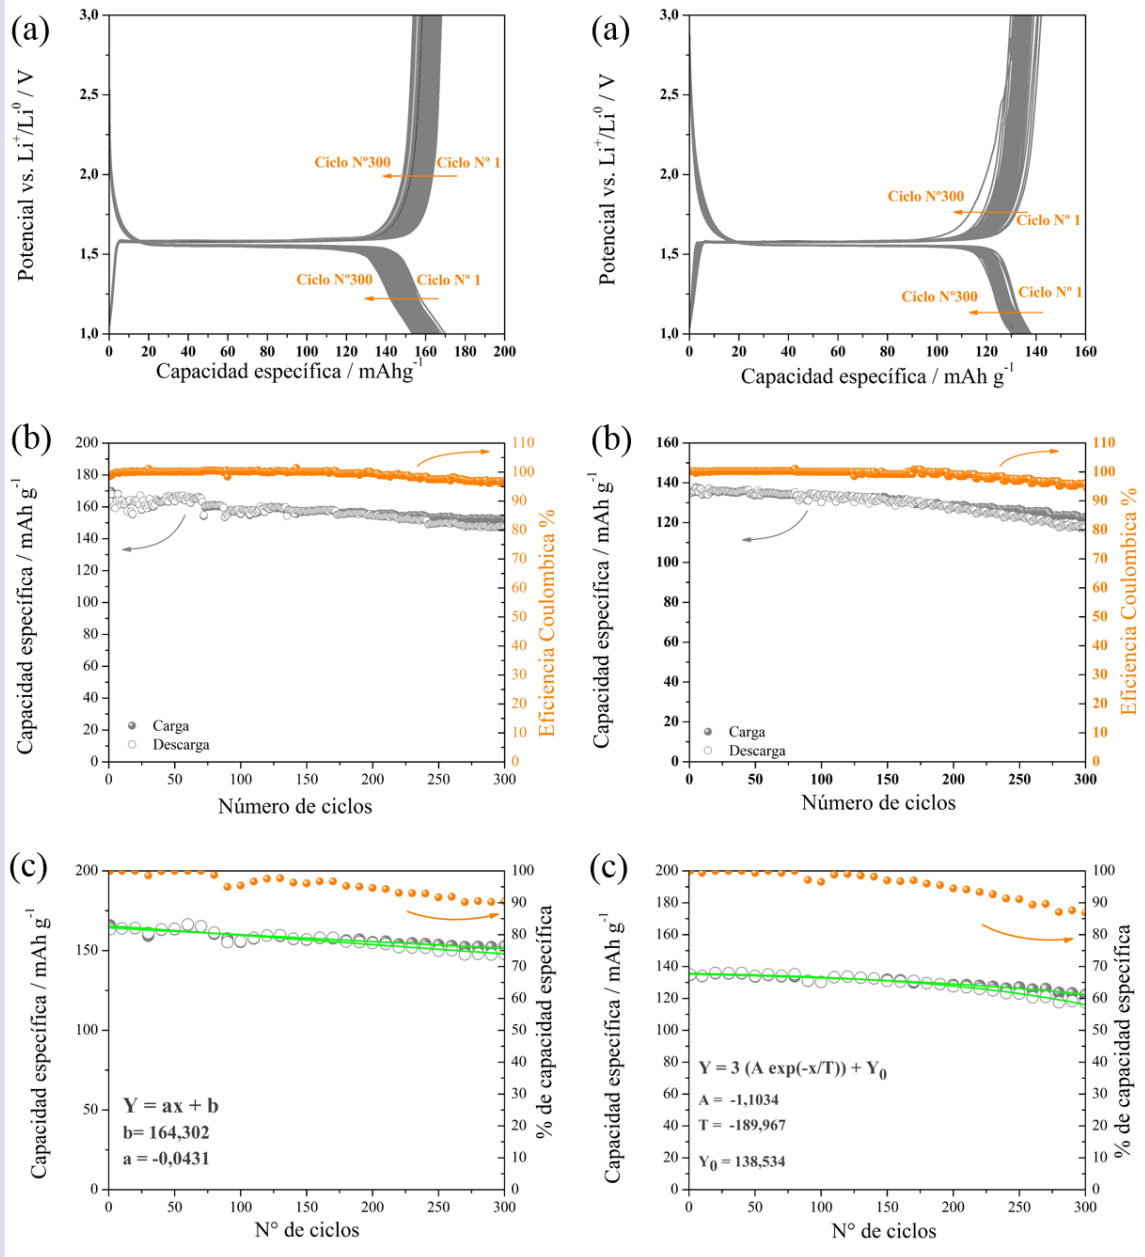 (a)
Potencial vs. Li⁺/Li⁰ / V
3,0
2,5
2,0
1,5
1,0
Ciclo Nº300
Ciclo Nº 1
Ciclo Nº300
Ciclo Nº 1
0 20 40 60 80 100 120 140 160 180 200
Capacidad específica / mAhg⁻¹
(a)
Potencial vs. Li⁺/Li⁰ / V
3,0
2,5
2,0
1,5
1,0
Ciclo Nº300
Ciclo Nº 1
Ciclo Nº300
Ciclo Nº 1
0 20 40 60 80 100 120 140 160
Capacidad específica / mAh g⁻¹
(b)
Capacidad específica / mAh g⁻¹
200
180
160
140
120
100
80
60
40
20
0
Carga
Descarga
110
100
90
80
70
60
50
40
30
20
10
0
Eficiencia Coulombica %
0 50 100 150 200 250 300
Número de ciclos
(b)
Capacidad específica / mAh g⁻¹
160
140
120
100
80
60
40
20
0
Carga
Descarga
110
100
90
80
70
60
50
40
30
20
10
0
Eficiencia Coulombica %
0 50 100 150 200 250 300
Número de ciclos
(c)
Capacidad específica / mAh g⁻¹
200
150
100
50
0
Y = ax + b
b= 164,302
a = -0,0431
100
90
80
70
60
50
40
30
20
10
0
% de capacidad específica
0 50 100 150 200 250 300
N° de ciclos
(c)
Capacidad específica / mAh g⁻¹
200
180
160
140
120
100
80
60
40
20
0
Y = 3 (A exp(-x/T)) + Y₀
A = -1,1034
T = -189,967
Y₀ = 138,534
100
90
80
70
60
50
40
30
20
10
0
% de capacidad específica
0 50 100 150 200 250 300
N° de ciclos